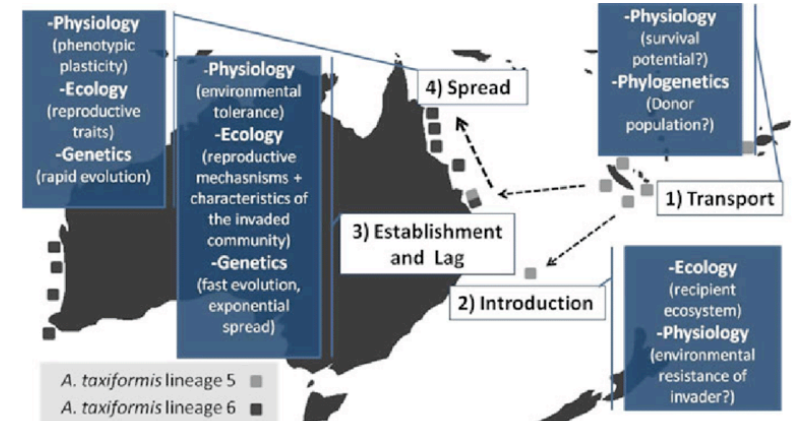 -Physiology
(phenotypic
plasticity)
-Ecology
(reproductive
traits)
-Genetics
(rapid evolution)
-Physiology
(environmental
tolerance)
-Ecology
(reproductive
mechasnisms +
characteristics of
the invaded
community)
-Genetics
(fast evolution,
exponential
spread)
4) Spread
-Physiology
(survival
potential?)
-Phylogenetics
(Donor
population?)
1) Transport
3) Establishment
and Lag
2) Introduction
-Ecology
(recipient
ecosystem)
-Physiology
(environmental
resistance of
invader?)
A. taxiformis lineage 5
A. taxiformis lineage 6